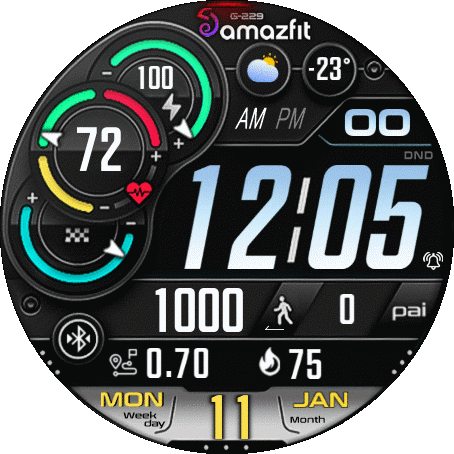 G-229
amazfit
100
-23°
AM PM
00
DND
72
12:05
1000
0 pai
0.70
75
MON
Week day
11
JAN
Month